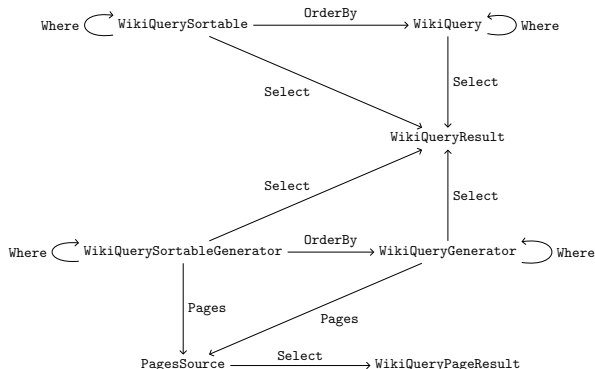 OrderBy
Where WikiQuerySortable WikiQuery Where
Select
Select
WikiQueryResult
Select
Select
OrderBy
Where WikiQuerySortableGenerator WikiQueryGenerator Where
Pages
Pages
Select
PagesSource WikiQueryPageResult